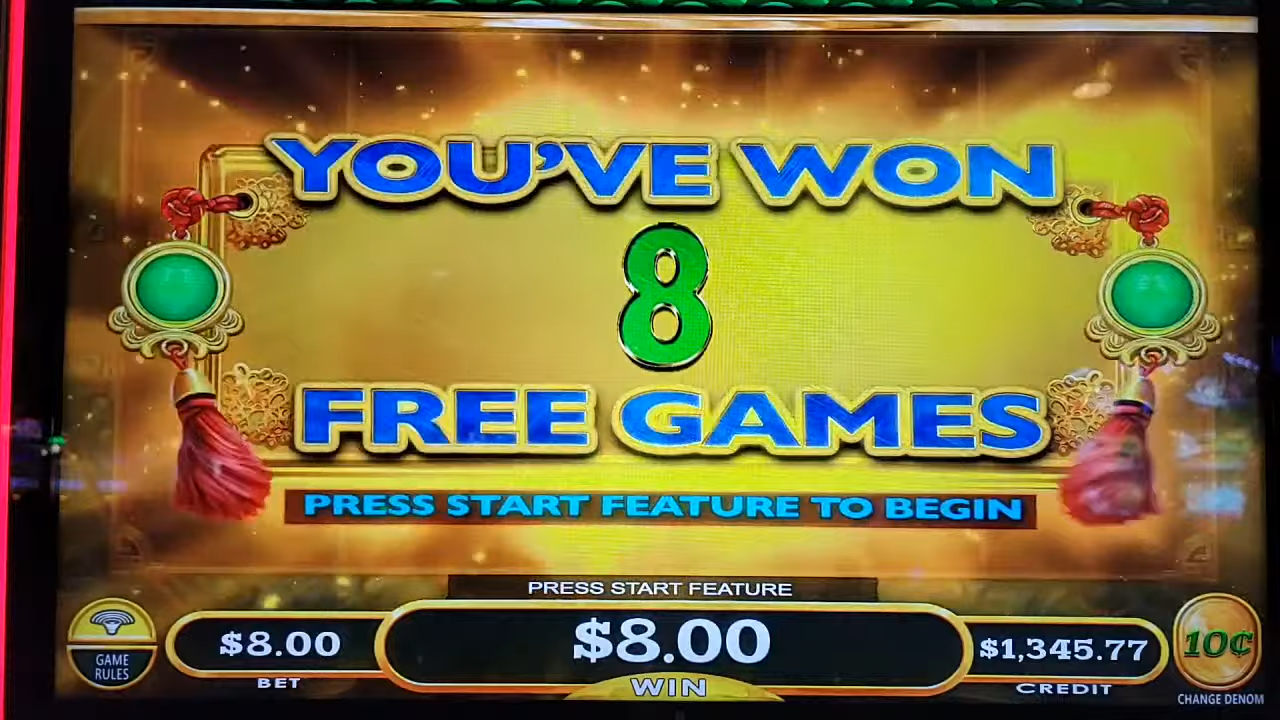 YOU'VE WON
8
FREE GAMES
PRESS START FEATURE TO BEGIN
PRESS START FEATURE
GAME
RULES
$8.00
BET
$8.00
WIN
$1,345.77
CREDIT
10¢
CHANGE DENOM